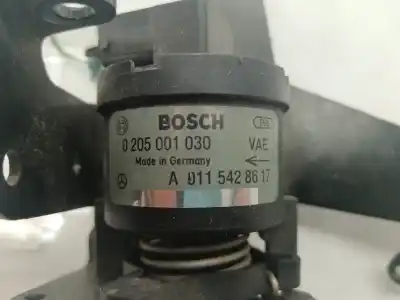 BOSCH
0 205 001 030 VAE
Made in Germany
A 011 542 86 17